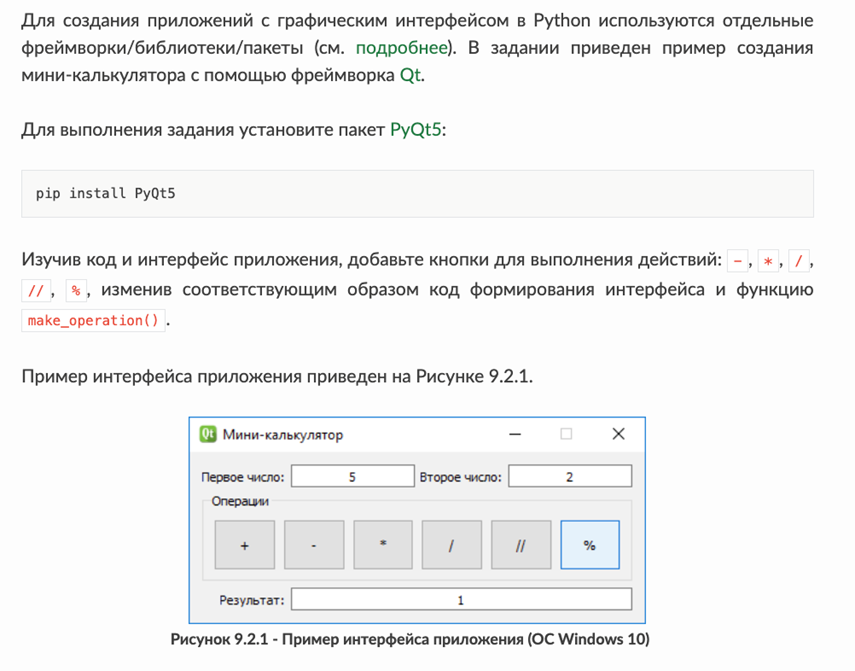 Для создания приложений с графическим интерфейсом в Python используются отдельные
фреймворки/библиотеки/пакеты (см. подробнее). В задании приведен пример создания
мини-калькулятора с помощью фреймворка Qt.
Для выполнения задания установите пакет PyQt5:
pip install PyQt5
Изучив код и интерфейс приложения, добавьте кнопки для выполнения действий: -, *, /,
//, %, изменив соответствующим образом код формирования интерфейса и функцию
make_operation().
Пример интерфейса приложения приведен на Рисунке 9.2.1.
Qt Мини-калькулятор
Первое число: 5 Второе число: 2
Операции
+ - * / // %
Результат: 1
Рисунок 9.2.1 - Пример интерфейса приложения (ОС Windows 10)